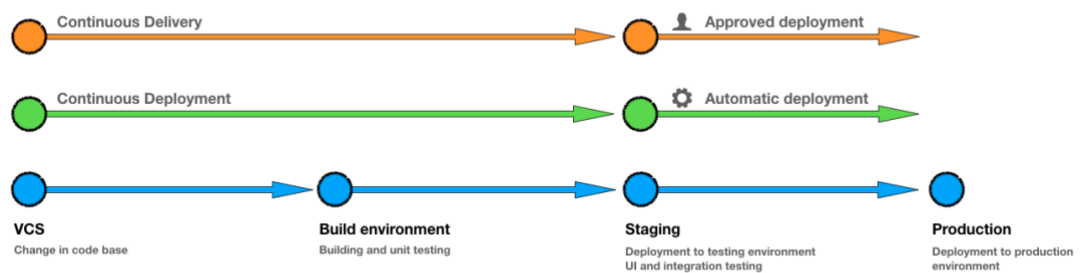 Continuous Delivery
Approved deployment
Continuous Deployment
Automatic deployment
VCS
Change in code base
Build environment
Building and unit testing
Staging
Deployment to testing environment
UI and integration testing
Production
Deployment to production
environment